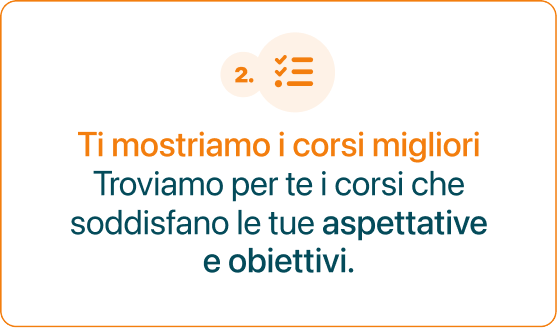 2.
Ti mostriamo i corsi migliori
Troviamo per te i corsi che
soddisfano le tue aspettative
e obiettivi.